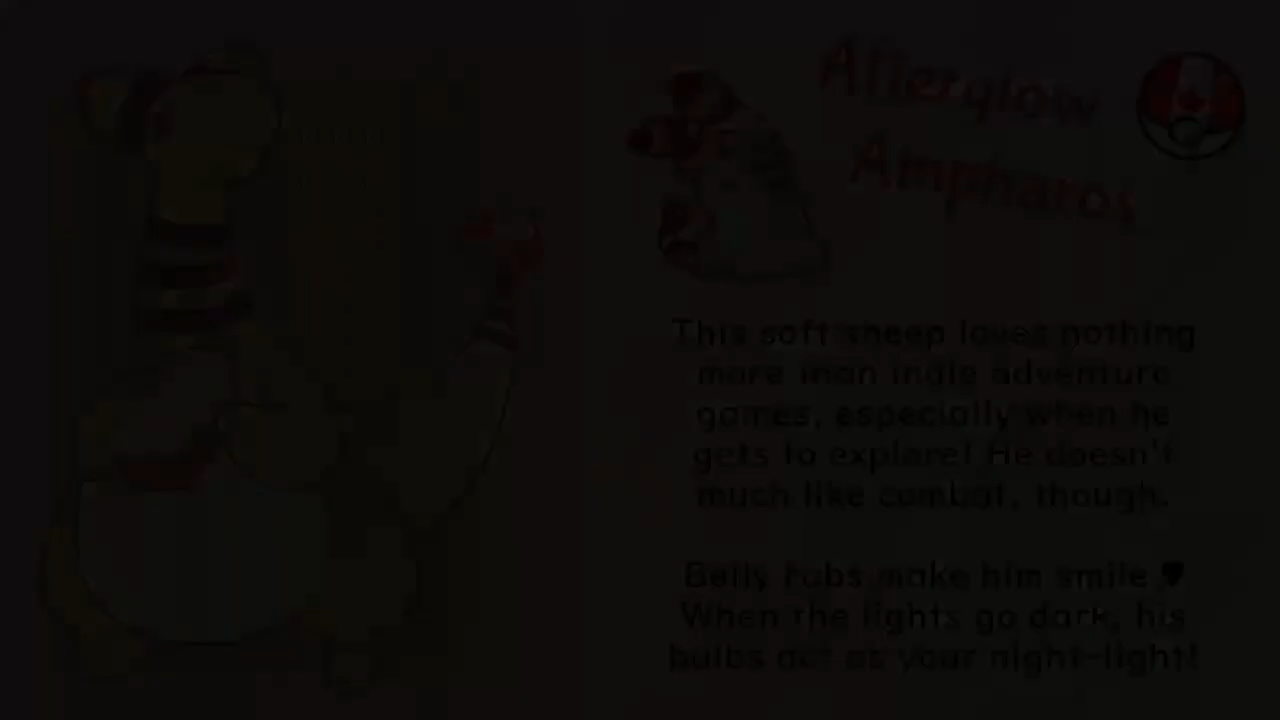 Allerglow
Ampharos
This soft sheep loves nothing
more than indie adventure
games, especially when he
gets to explore! He doesn't
much like combat, though.
Belly rubs make him smile ♥
When the lights go dark, his
bulbs act as your night-light!